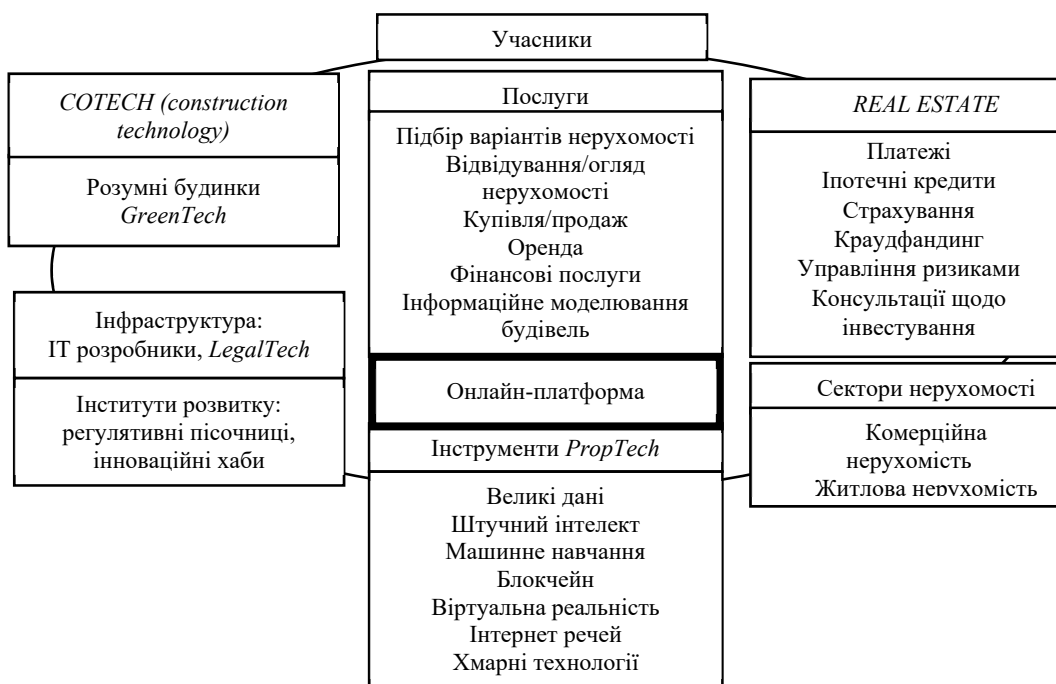 Учасники
COTECH (construction
technology)
Розумні будинки
GreenTech
Інфраструктура:
ІТ розробники, LegalTech
Інститути розвитку:
регулятивні пісочниці,
інноваційні хаби
Послуги
Підбір варіантів нерухомості
Відвідування/огляд
нерухомості
Купівля/продаж
Оренда
Фінансові послуги
Інформаційне моделювання
будівель
Онлайн-платформа
Інструменти PropTech
Великі дані
Штучний інтелект
Машинне навчання
Блокчейн
Віртуальна реальність
Інтернет речей
Хмарні технології
REAL ESTATE
Платежі
Іпотечні кредити
Страхування
Краудфандинг
Управління ризиками
Консультації щодо
інвестування
Сектори нерухомості
Комерційна
нерухомість
Житлова нерухомість